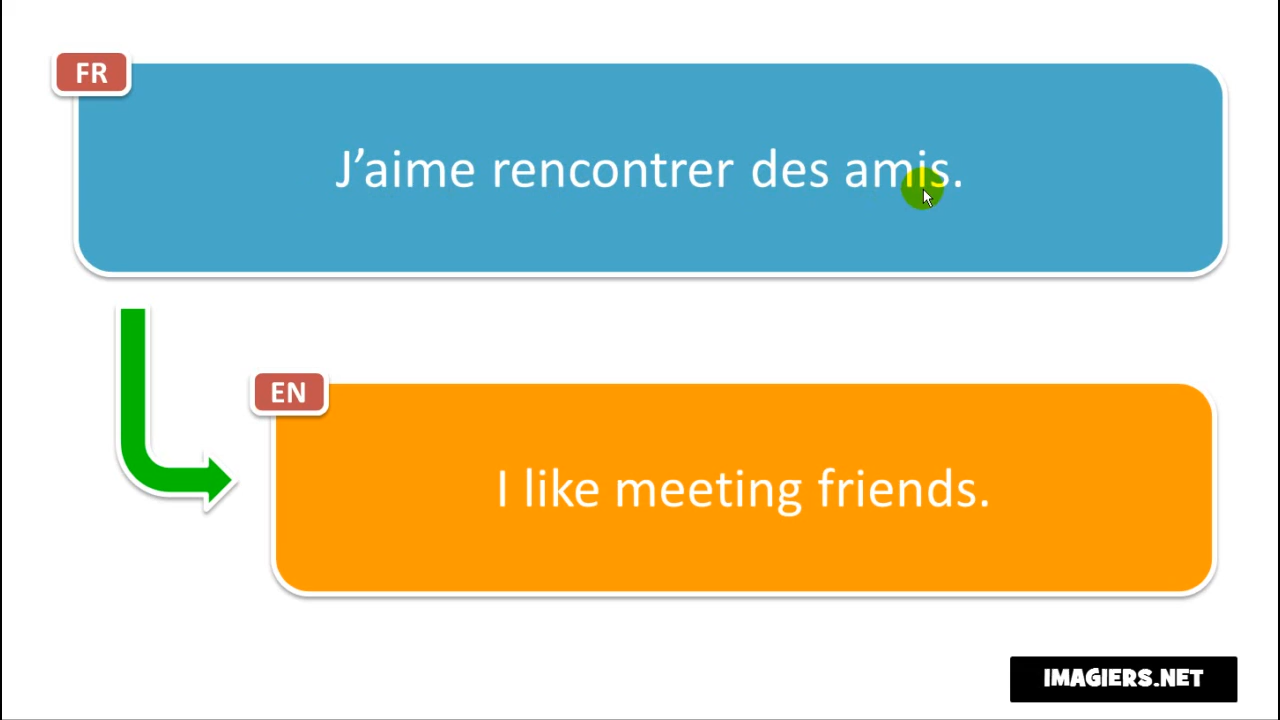 FR
J’aime rencontrer des amis.
EN
I like meeting friends.
IMAGIERS.NET